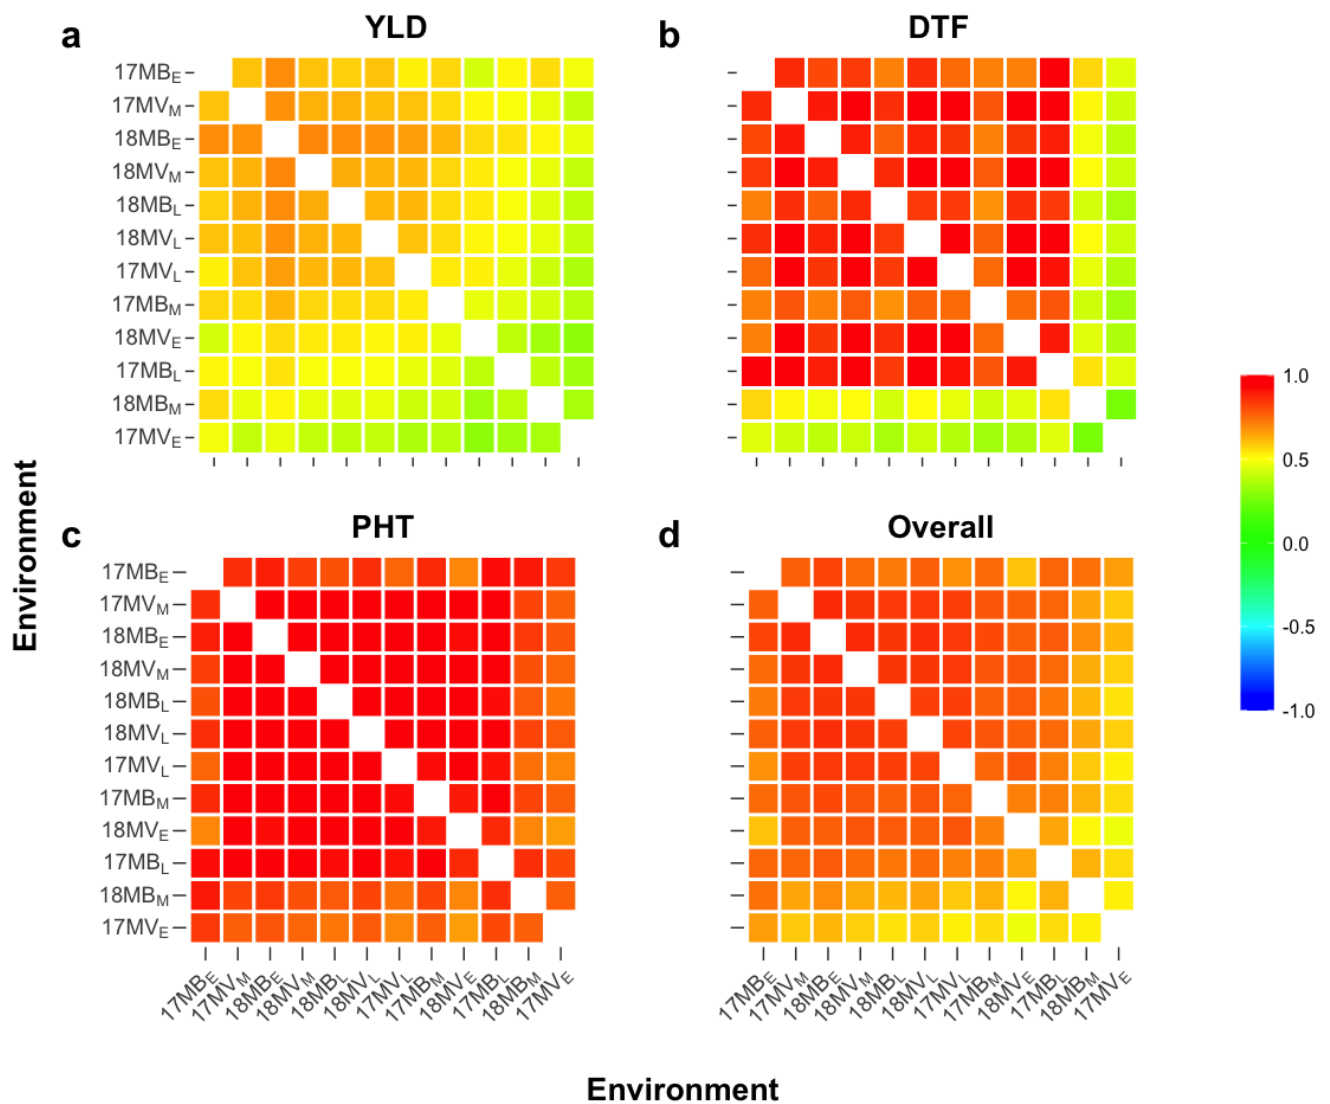 a YLD
b DTF
17MBE
17MVM
18MBE
18MVM
18MBL
18MVL
17MVL
17MBM
18MVE
17MBL
18MBM
17MVE
c PHT
d Overall
17MBE
17MVM
18MBE
18MVM
18MBL
18MVL
17MVL
17MBM
18MVE
17MBL
18MBM
17MVE
17MBE 17MVM 18MBE 18MVM 18MBL 18MVL 17MVL 17MBM 18MVE 17MBL 18MBM 17MVE
17MBE 17MVM 18MBE 18MVM 18MBL 18MVL 17MVL 17MBM 18MVE 17MBL 18MBM 17MVE
Environment
Environment
1.0
0.5
0.0
-0.5
-1.0